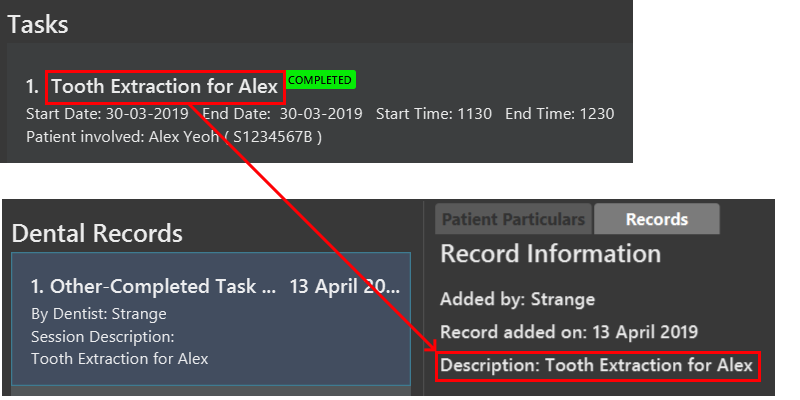 Tasks
1. Tooth Extraction for Alex COMPLETED
Start Date: 30-03-2019 End Date: 30-03-2019 Start Time: 1130 End Time: 1230
Patient involved: Alex Yeoh ( S1234567B )
Dental Records
1. Other-Completed Task ... 13 April 20...
By Dentist: Strange
Session Description:
Tooth Extraction for Alex
Patient Particulars Records
Record Information
Added by: Strange
Record added on: 13 April 2019
Description: Tooth Extraction for Alex